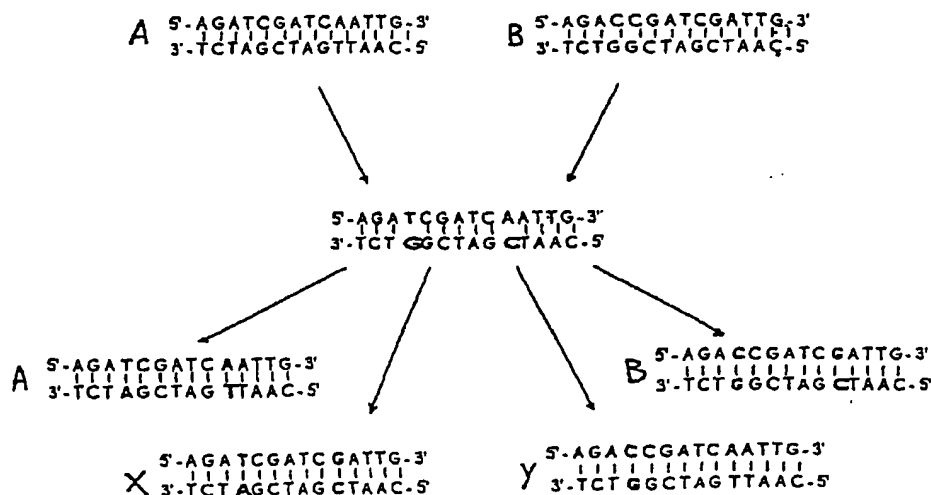 A 5'-AGATCGATCAATTG-3'
3'-TCTAGCTAGTTAAC-5'
B 5'-AGACCGATCGATTG-3'
3'-TCTGGCTAGCTAAC-5'
5'-AGATCGATCAATTG-3'
3'-TCTGGCTAGCTAAC-5'
A 5'-AGATCGATCAATTG-3'
3'-TCTAGCTAGTTAAC-5'
B 5'-AGACCGATCGATTG-3'
3'-TCTGGCTAGCTAAC-5'
X 5'-AGATCGATCGATTG-3'
3'-TCTAGCTAGCTAAC-5'
Y 5'-AGACCGATCAATTG-3'
3'-TCTGGCTAGTTAAC-5'